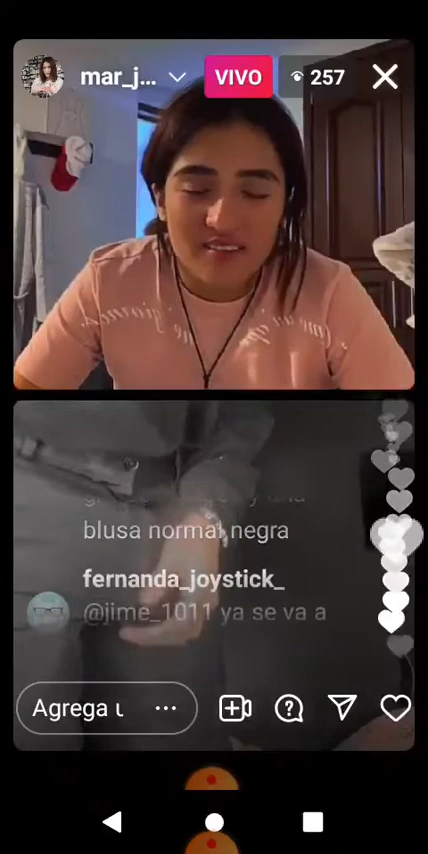 mar_j...
VIVO
257
blusa normal negra
fernanda_joystick_
@jime_1011 ya se va a
Agrega u